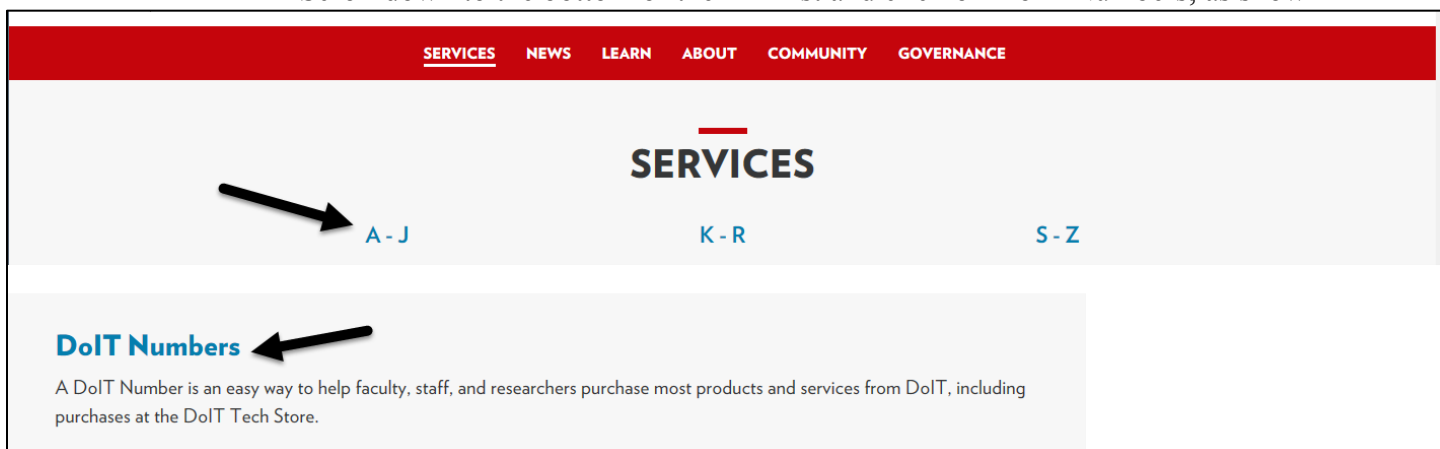 SERVICES NEWS LEARN ABOUT COMMUNITY GOVERNANCE
SERVICES
A - J K - R S - Z
DoIT Numbers
A DoIT Number is an easy way to help faculty, staff, and researchers purchase most products and services from DoIT, including
purchases at the DoIT Tech Store.